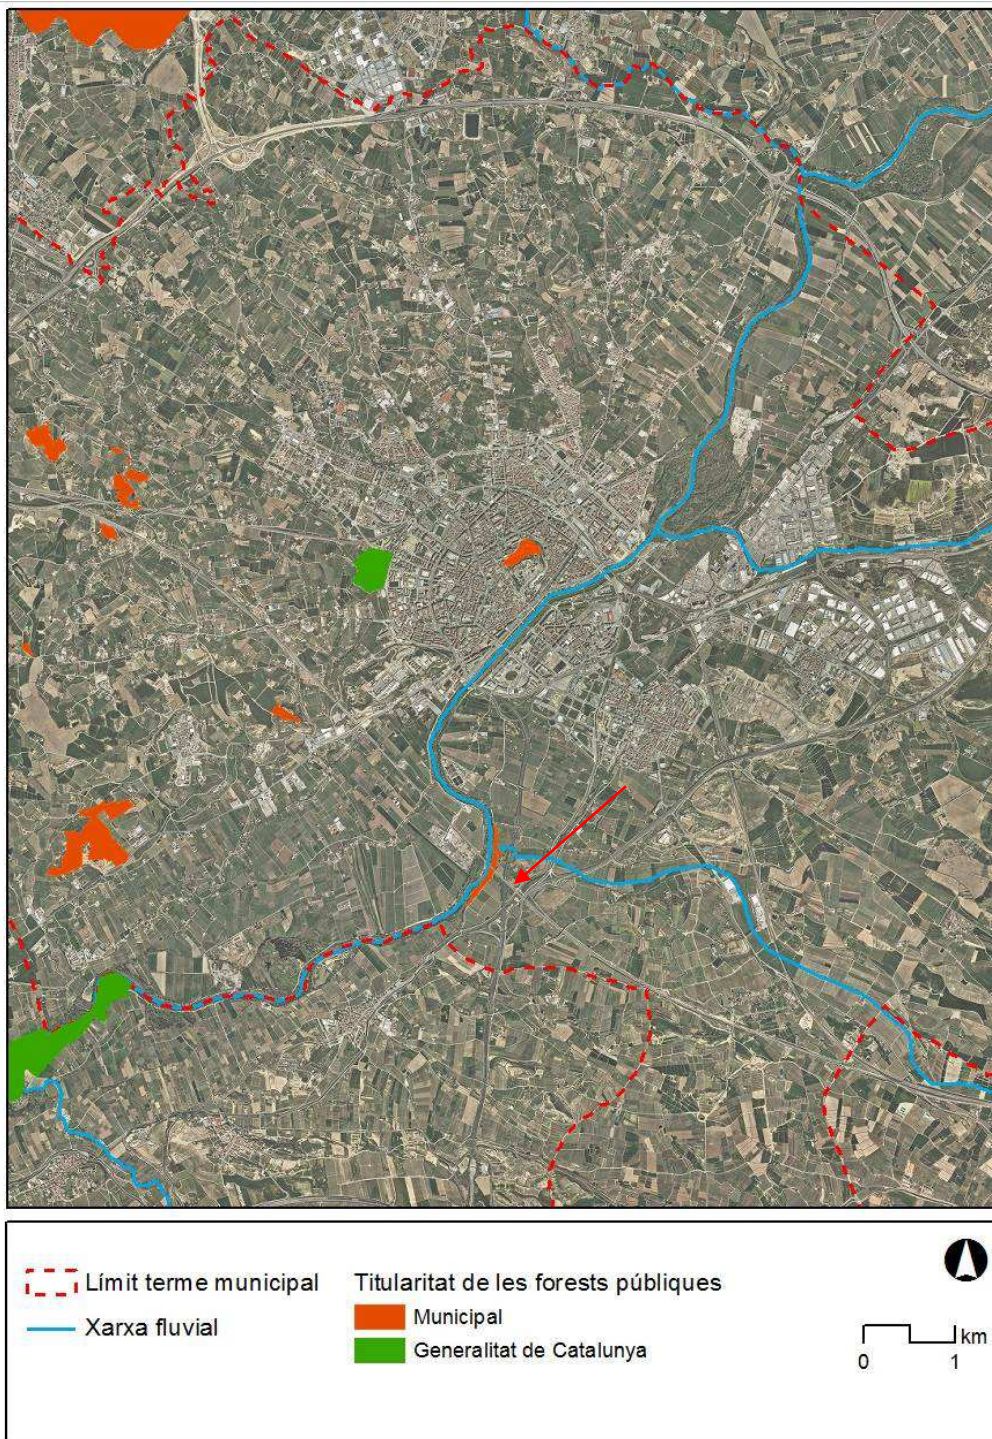 Límit terme municipal
Xarxa fluvial
Titularitat de les forests públiques
Municipal
Generalitat de Catalunya
km
0 1